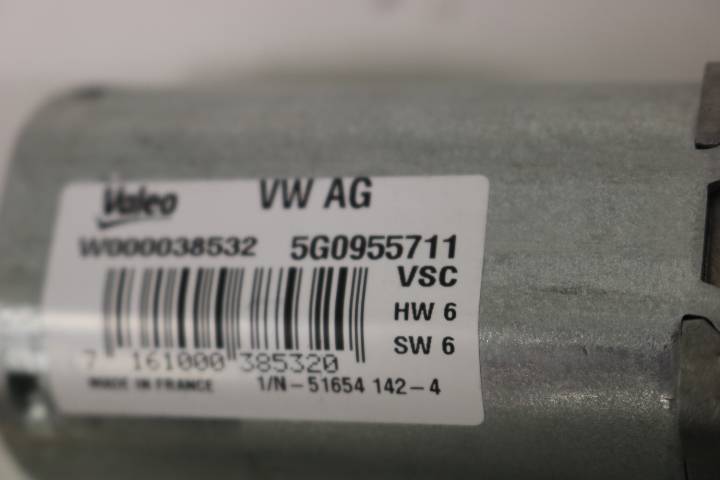 Valeo VW AG
W000038532 5G0955711
VSC
HW 6
SW 6
7 161000 385320
MADE IN FRANCE 1/N-51654 142-4